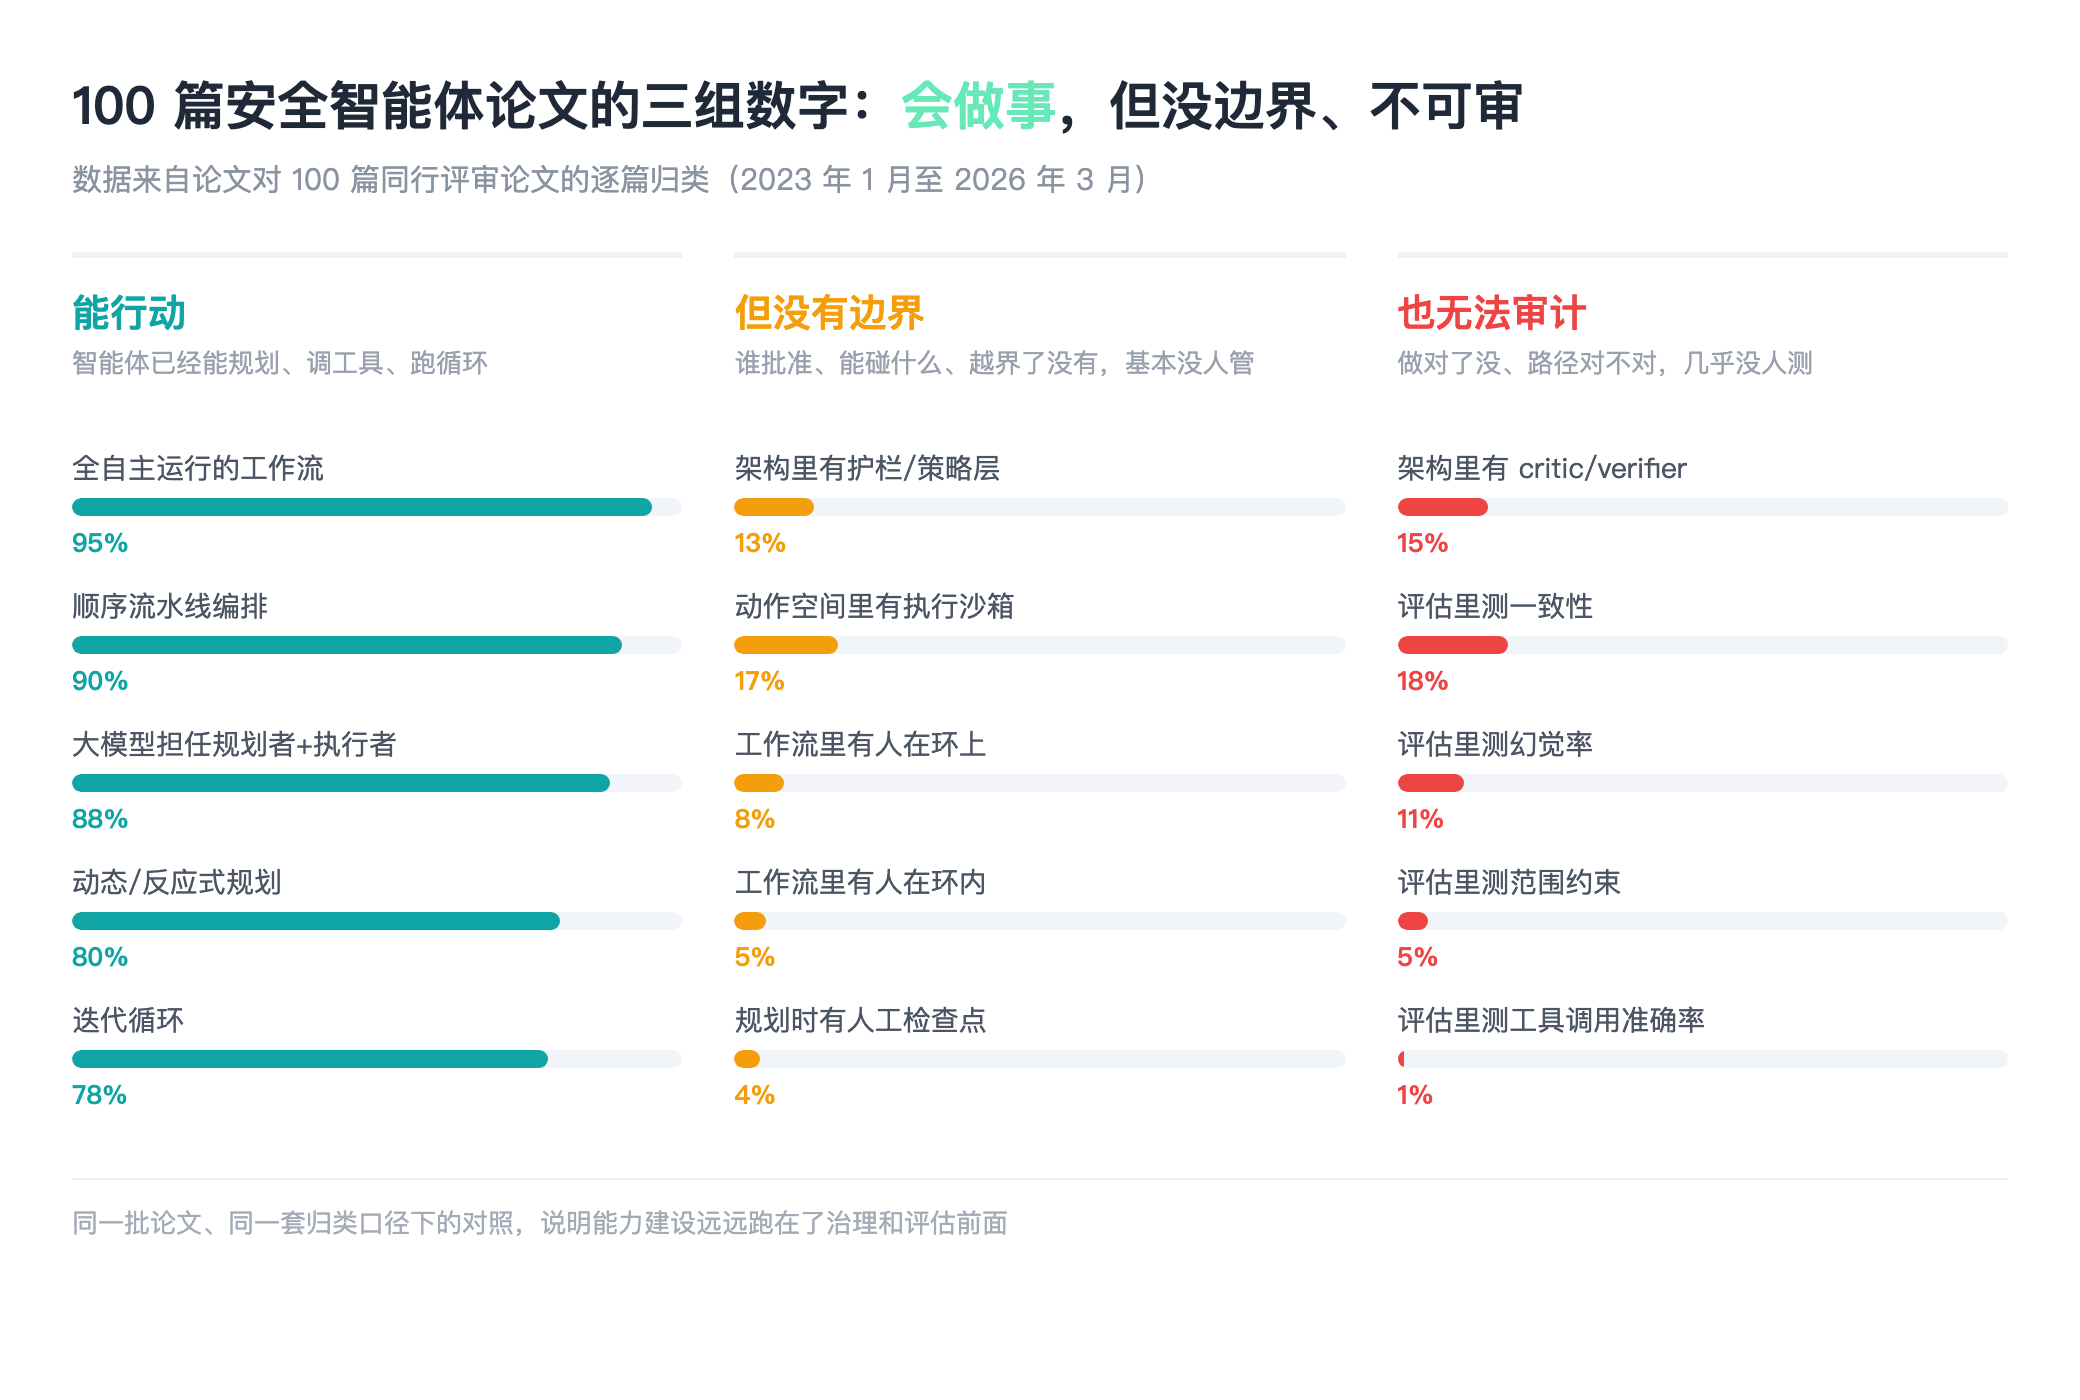 100 篇安全智能体论文的三组数字：会做事，但没边界、不可审
数据来自论文对 100 篇同行评审论文的逐篇归类（2023 年 1 月至 2026 年 3 月）
能行动
智能体已经能规划、调工具、跑循环
全自主运行的工作流
95%
顺序流水线编排
90%
大模型担任规划者+执行者
88%
动态/反应式规划
80%
迭代循环
78%
但没有边界
谁批准、能碰什么、越界了没有，基本没人管
架构里有护栏/策略层
13%
动作空间里有执行沙箱
17%
工作流里有人在环上
8%
工作流里有人在环内
5%
规划时有人工检查点
4%
也无法审计
做对了没、路径对不对，几乎没人测
架构里有 critic/verifier
15%
评估里测一致性
18%
评估里测幻觉率
11%
评估里测范围约束
5%
评估里测工具调用准确率
1%
同一批论文、同一套归类口径下的对照，说明能力建设远远跑在了治理和评估前面